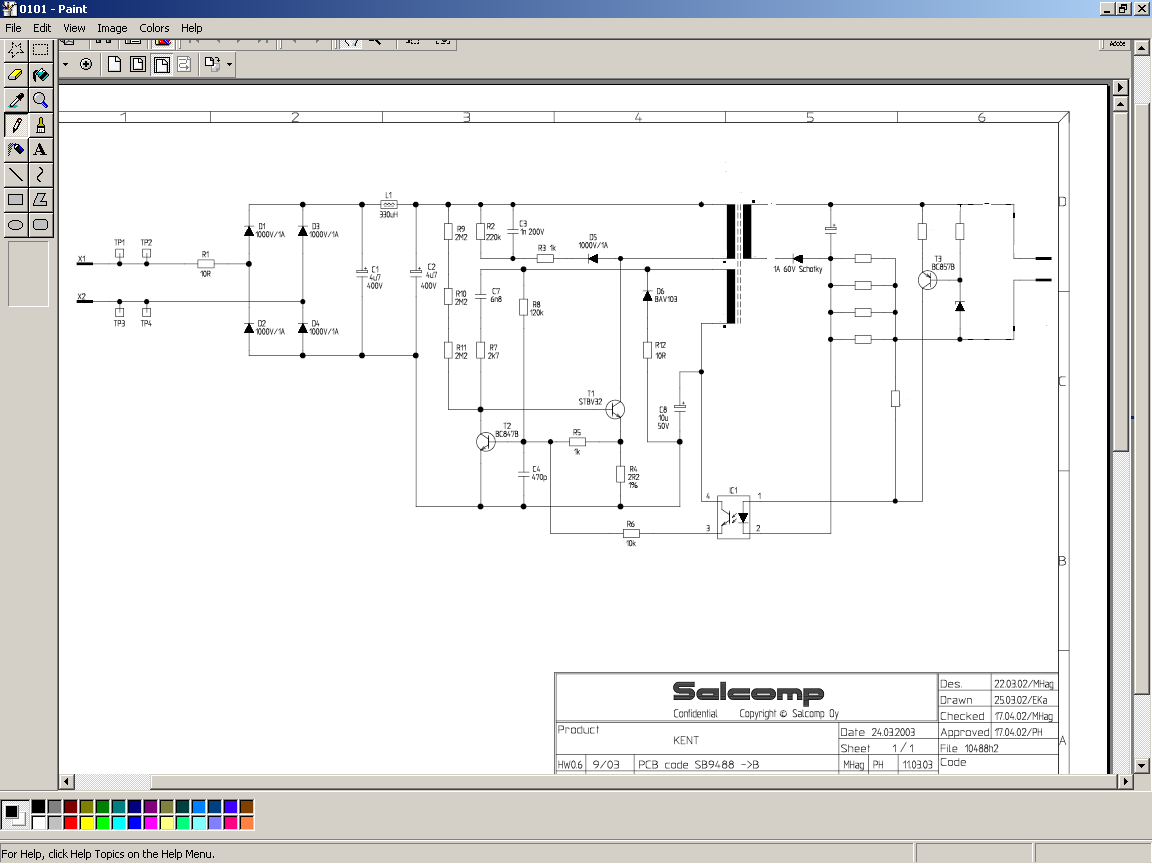 0101 - Paint
File Edit View Image Colors Help
Adobe
1 2 3 4 5 6
D
C
B
A
L1
330uH
D1
1000V/1A
D3
1000V/1A
R9
2M2
R2
220k
C3
1n 200V
R3 1k
D5
1000V/1A
TP1 TP2
X1
R1
10R
C1
4u7
400V
C2
4u7
400V
1A 60V Schotky
T3
BC857B
X2
TP3 TP4
R10
2M2
C7
6n8
R8
120k
D6
BAV103
D2
1000V/1A
D4
1000V/1A
R11
2M2
R7
2k7
R12
10R
T1
STBV32
C8
10u
50V
T2
BC847B
R5
1k
C4
470p
R4
2R2
1%
IC1
4 1
3 2
R6
10k
Salcomp
Confidential Copyright © Salcomp Oy
Des. 22.03.02/MHag
Drawn 25.03.02/EKa
Checked 17.04.02/MHag
Approved 17.04.02/PH
Product
KENT
Date 24.03.2003
Sheet 1/1
File 10488h2
HW0.6 9/03 PCB code SB9488 ->B
MHag PH 11.03.03
Code
For Help, click Help Topics on the Help Menu.